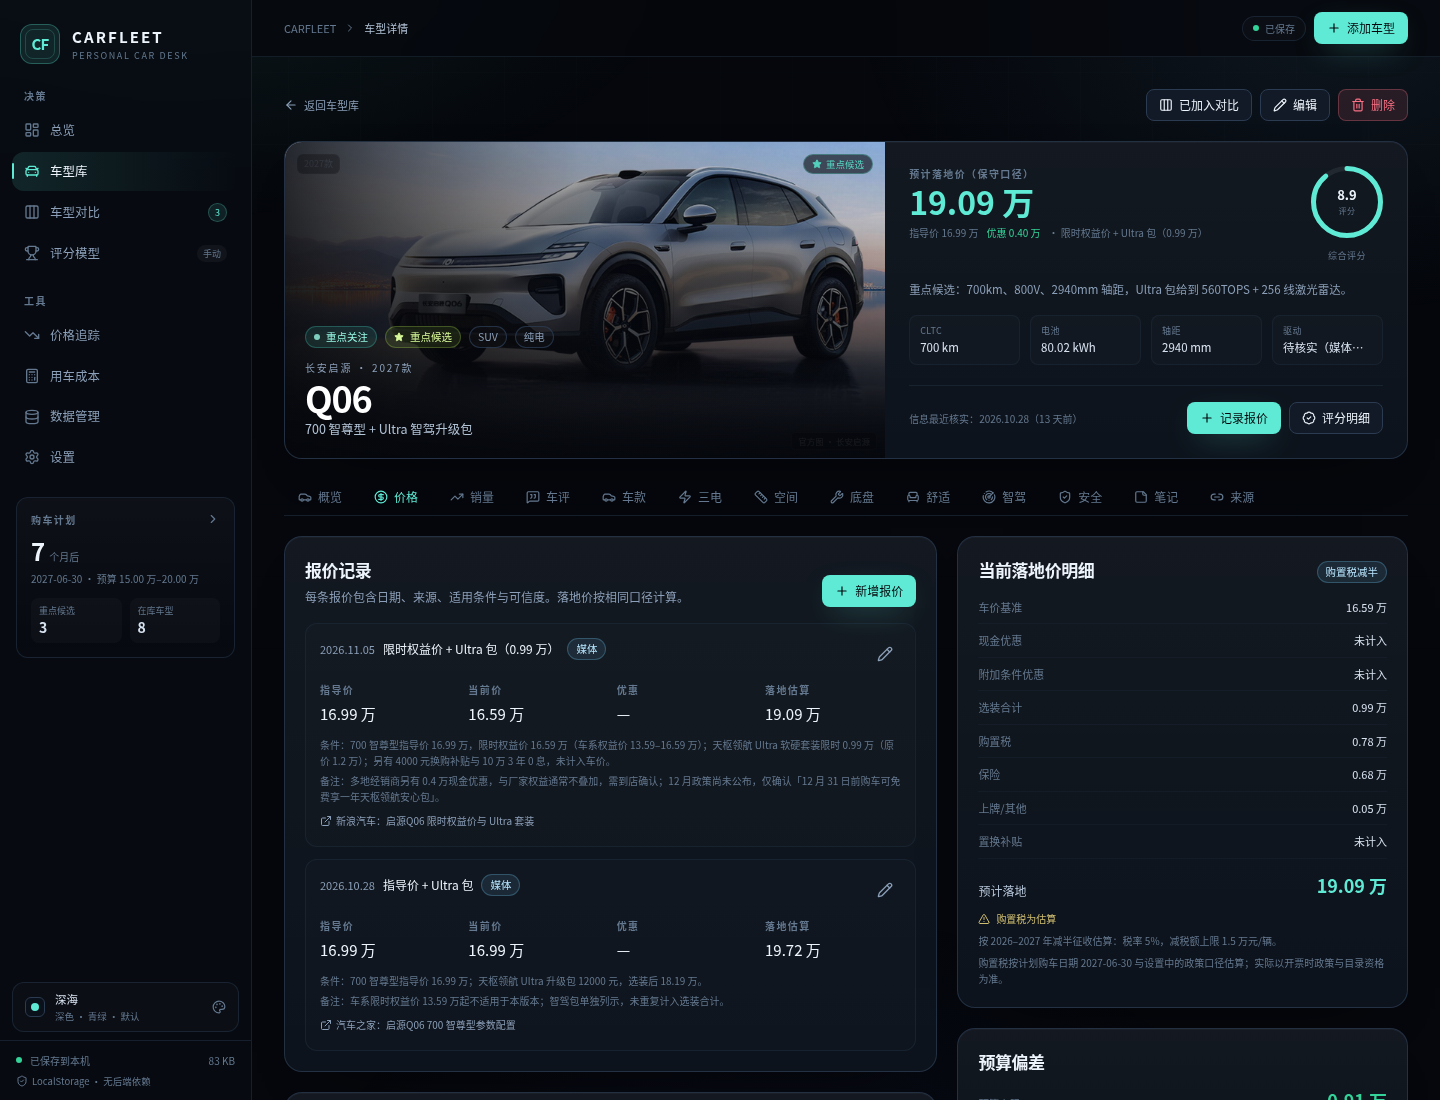 CF
CARFLEET
PERSONAL CAR DESK
决策
总览
车型库
车型对比
3
评分模型
手动
工具
价格追踪
用车成本
数据管理
设置
购车计划
7 个月后
2027-06-30 · 预算 15.00 万–20.00 万
重点候选
3
在库车型
8
深海
深色 · 青绿 · 默认
已保存到本机
83 KB
LocalStorage · 无后端依赖
CARFLEET
车型详情
已保存
添加车型
返回车型库
已加入对比
编辑
删除
2027款
重点候选
重点关注
重点候选
SUV
纯电
长安启源 · 2027款
Q06
700 智尊型 + Ultra 智驾升级包
预计落地价（保守口径）
19.09 万
指导价 16.99 万 优惠 0.40 万 · 限时权益价 + Ultra 包（0.99 万）
8.9
评分
综合评分
重点候选：700km、800V、2940mm 轴距，Ultra 包给到 560TOPS + 256 线激光雷达。
CLTC
700 km
电池
80.02 kWh
轴距
2940 mm
驱动
待核实（媒体…
信息最近核实：2026.10.28（13 天前）
记录报价
评分明细
概览
价格
销量
车评
车款
三电
空间
底盘
舒适
智驾
安全
笔记
来源
报价记录
每条报价包含日期、来源、适用条件与可信度。落地价按相同口径计算。
新增报价
2026.11.05 限时权益价 + Ultra 包（0.99 万） 媒体
指导价
16.99 万
当前价
16.59 万
优惠
—
落地估算
19.09 万
条件：700 智尊型指导价 16.99 万，限时权益价 16.59 万（车系权益价 13.59–16.59 万）；天枢领航 Ultra 软硬套装限时 0.99 万（原
价 1.2 万）；另有 4000 元换购补贴与 10 万 3 年 0 息，未计入车价。
备注：多地经销商另有 0.4 万现金优惠，与厂家权益通常不叠加，需到店确认；12 月政策尚未公布，仅确认「12 月 31 日前购车可免
费享一年天枢领航安心包」。
新浪汽车：启源Q06 限时权益价与 Ultra 套装
2026.10.28 指导价 + Ultra 包 媒体
指导价
16.99 万
当前价
16.99 万
优惠
—
落地估算
19.72 万
条件：700 智尊型指导价 16.99 万；天枢领航 Ultra 升级包 12000 元，选装后 18.19 万。
备注：车系限时权益价 13.59 万起不适用于本版本；智驾包单独列示，未重复计入选装合计。
汽车之家：启源Q06 700 智尊型参数配置
当前落地价明细
购置税减半
车价基准
16.59 万
现金优惠
未计入
附加条件优惠
未计入
选装合计
0.99 万
购置税
0.78 万
保险
0.68 万
上牌/其他
0.05 万
置换补贴
未计入
预计落地
19.09 万
购置税为估算
按 2026–2027 年减半征收估算：税率 5%，减税额上限 1.5 万元/辆。
购置税按计划购车日期 2027-06-30 与设置中的政策口径估算；实际以开票时政策与目录资格
为准。
预算偏差